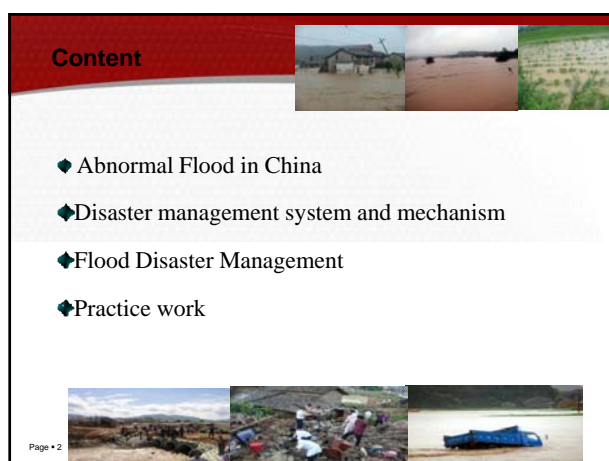 Content
Abnormal Flood in China
Disaster management system and mechanism
Flood Disaster Management
Practice work
Page ▪ 2